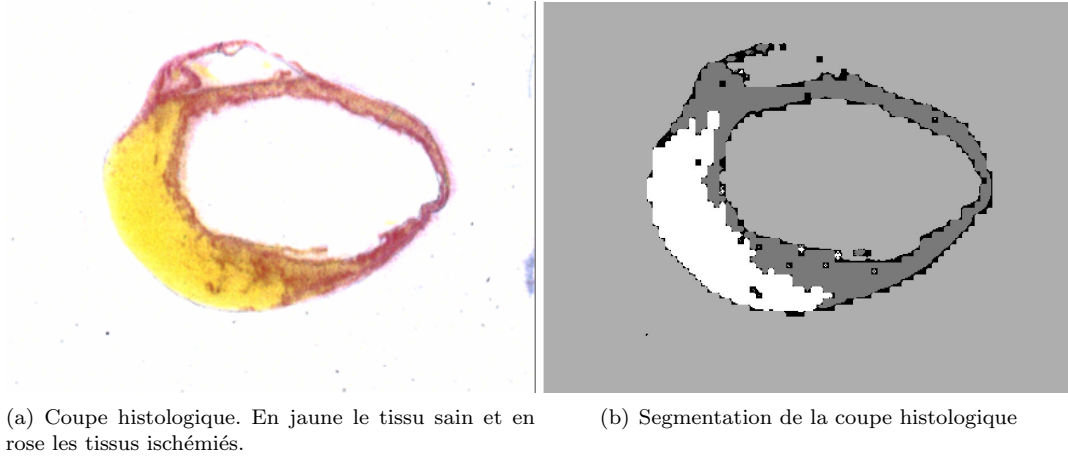 (a) Coupe histologique. En jaune le tissu sain et en
rose les tissus ischémiés.
(b) Segmentation de la coupe histologique